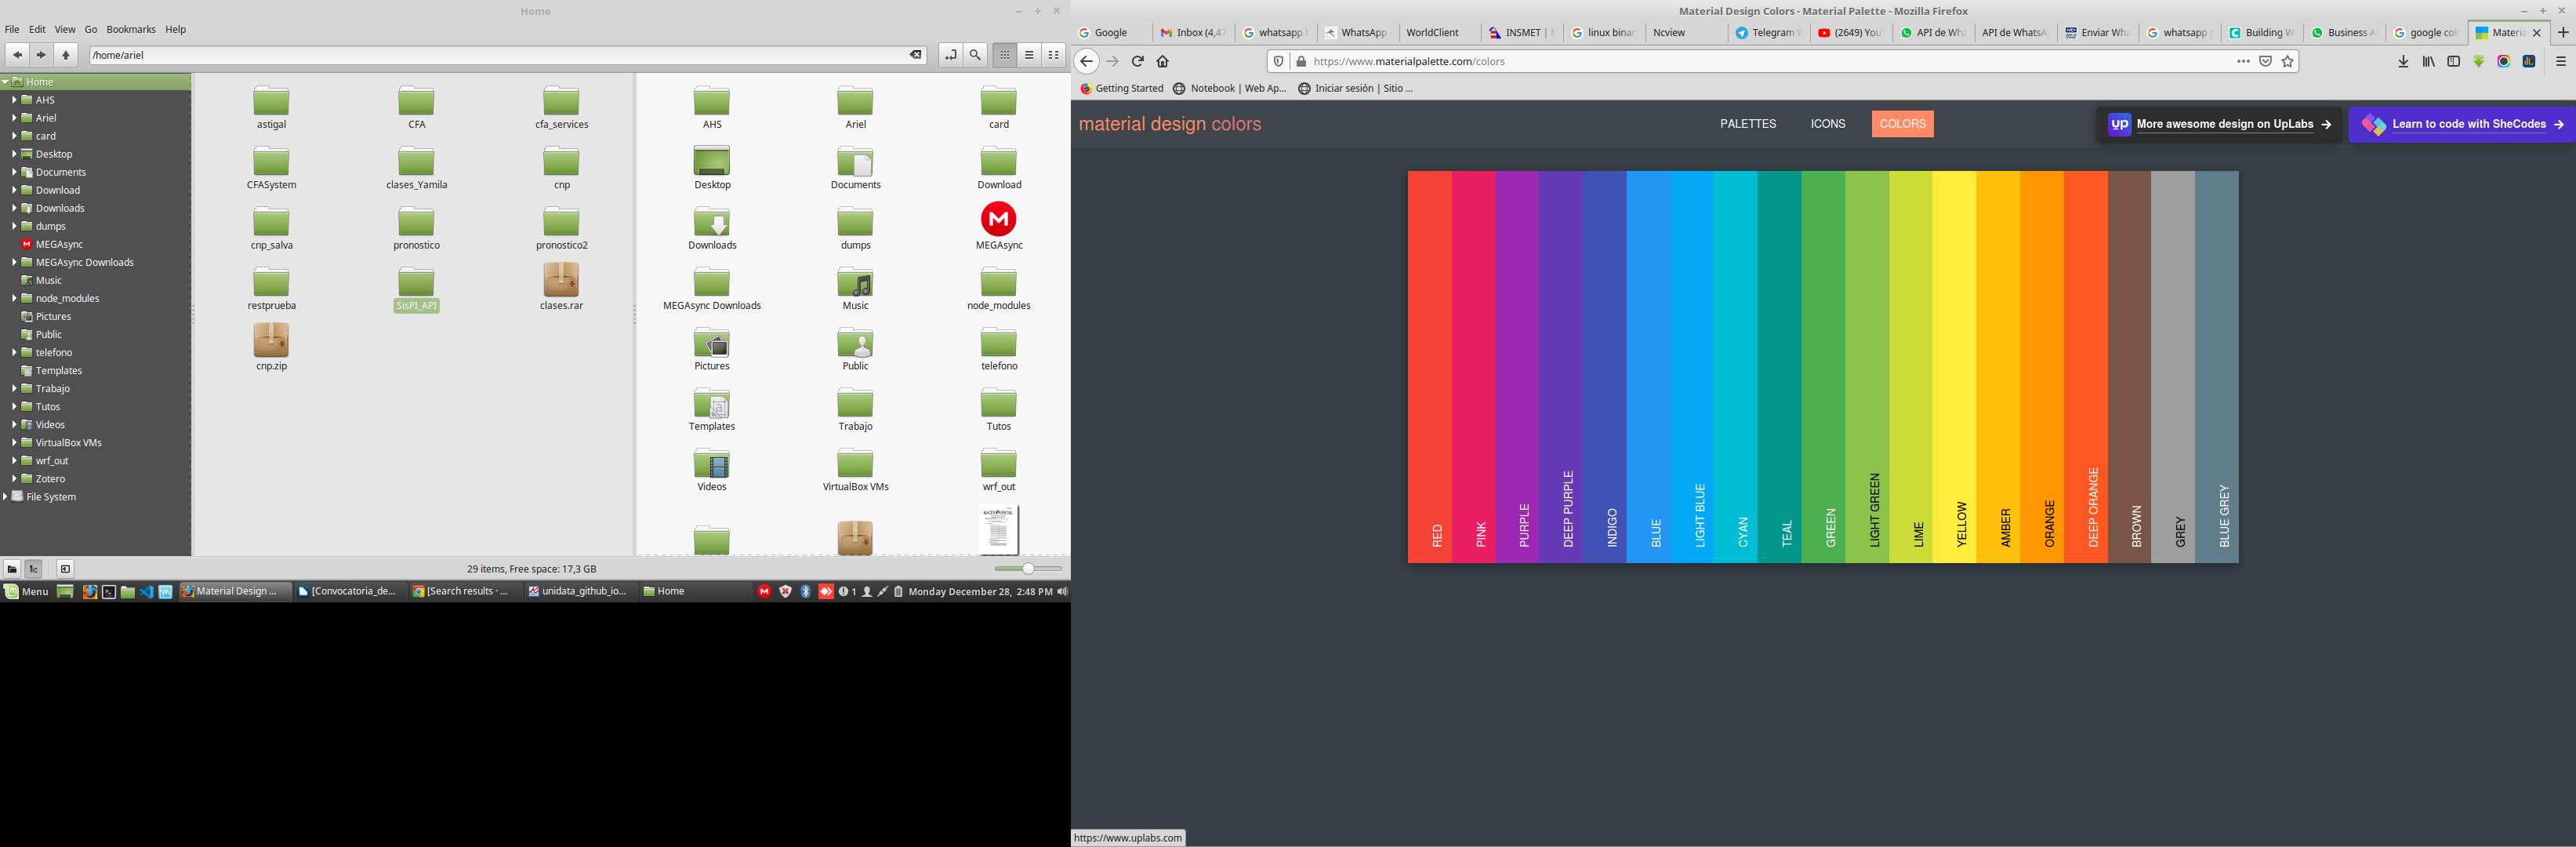 Home
File Edit View Go Bookmarks Help
/home/ariel
Home
AHS
Ariel
card
Desktop
Documents
Download
Downloads
dumps
MEGAsync
MEGAsync Downloads
Music
node_modules
Pictures
Public
telefono
Templates
Trabajo
Tutos
Videos
VirtualBox VMs
wrf_out
Zotero
File System
astigal CFA cfa_services
CFASystem clases_Yamila cnp
cnp_salva pronostico pronostico2
restprueba SisPI_API clases.rar
cnp.zip
AHS Ariel card
Desktop Documents Download
Downloads dumps MEGAsync
MEGAsync Downloads Music node_modules
Pictures Public telefono
Templates Trabajo Tutos
Videos VirtualBox VMs wrf_out
29 items, Free space: 17,3 GB
Menu Material Design ... [Convocatoria_de... [Search results · ... unidata_github_io... Home 1 Monday December 28, 2:48 PM
Material Design Colors - Material Palette - Mozilla Firefox
Google Inbox (4,47 whatsapp WhatsApp WorldClient INSMET | linux binar Ncview Telegram (2649) You API de Wh API de WhatsA Enviar Wha whatsapp Building W Business A google col Materia
https://www.materialpalette.com/colors
Getting Started Notebook | Web Ap... Iniciar sesión | Sitio ...
material design colors PALETTES ICONS COLORS up More awesome design on UpLabs → Learn to code with SheCodes →
RED
PINK
PURPLE
DEEP PURPLE
INDIGO
BLUE
LIGHT BLUE
CYAN
TEAL
GREEN
LIGHT GREEN
LIME
YELLOW
AMBER
ORANGE
DEEP ORANGE
BROWN
GREY
BLUE GREY
https://www.uplabs.com